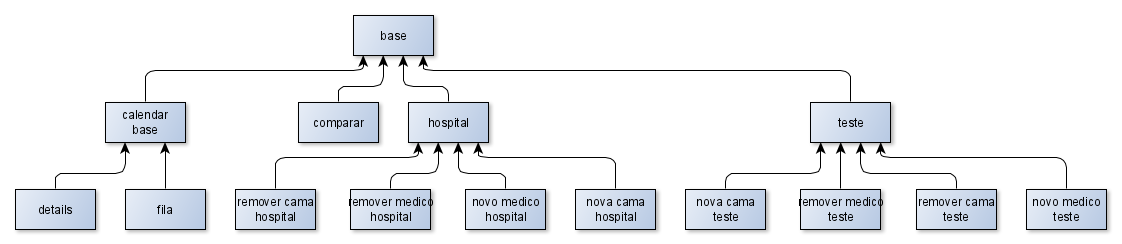 base
calendar
base
comparar
hospital
teste
details
fila
remover cama
hospital
remover medico
hospital
novo medico
hospital
nova cama
hospital
nova cama
teste
remover medico
teste
remover cama
teste
novo medico
teste